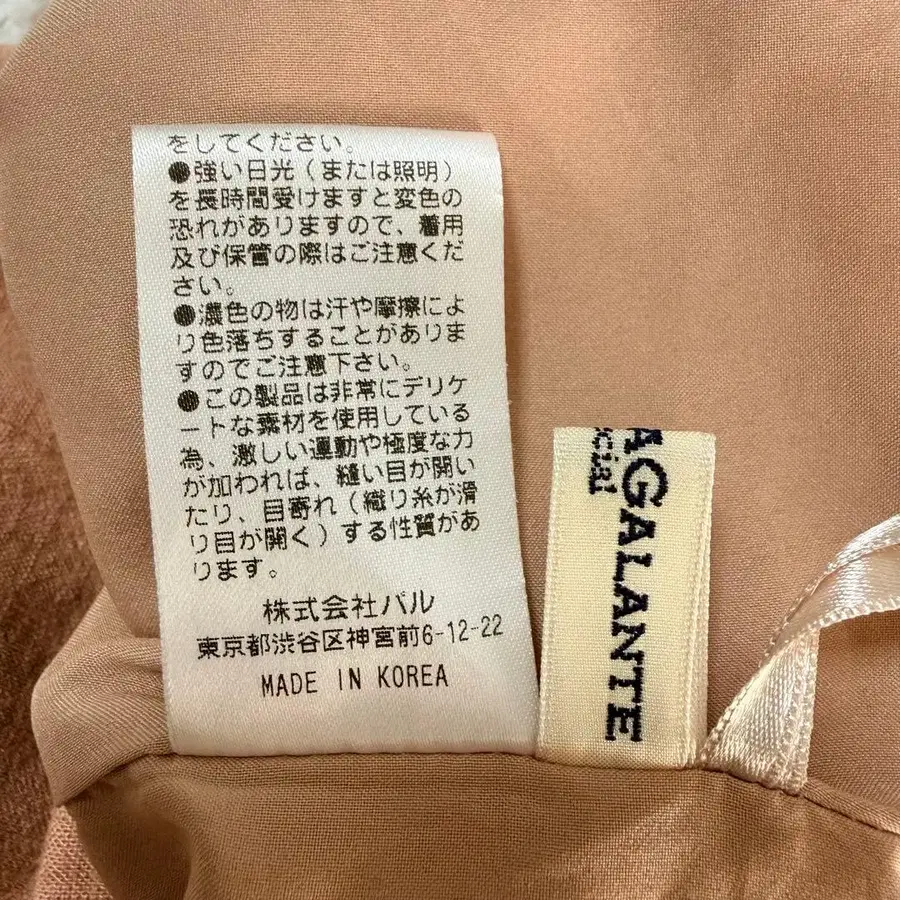 をしてください。
●強い日光（または照明）
を長時間受けますと変色の
恐れがありますので、着用
及び保管の際はご注意くだ
さい。
●濃色の物は汗や摩擦によ
り色落ちすることがありま
すのでご注意下さい。
●この製品は非常にデリケ
ートな素材を使用している
為、激しい運動や極度な力
が加われば、縫い目が開い
たり、目寄れ（織り糸が滑
り目が開く）する性質があ
ります。
株式会社パル
東京都渋谷区神宮前6-12-22
MADE IN KOREA
AGALANTE
cial